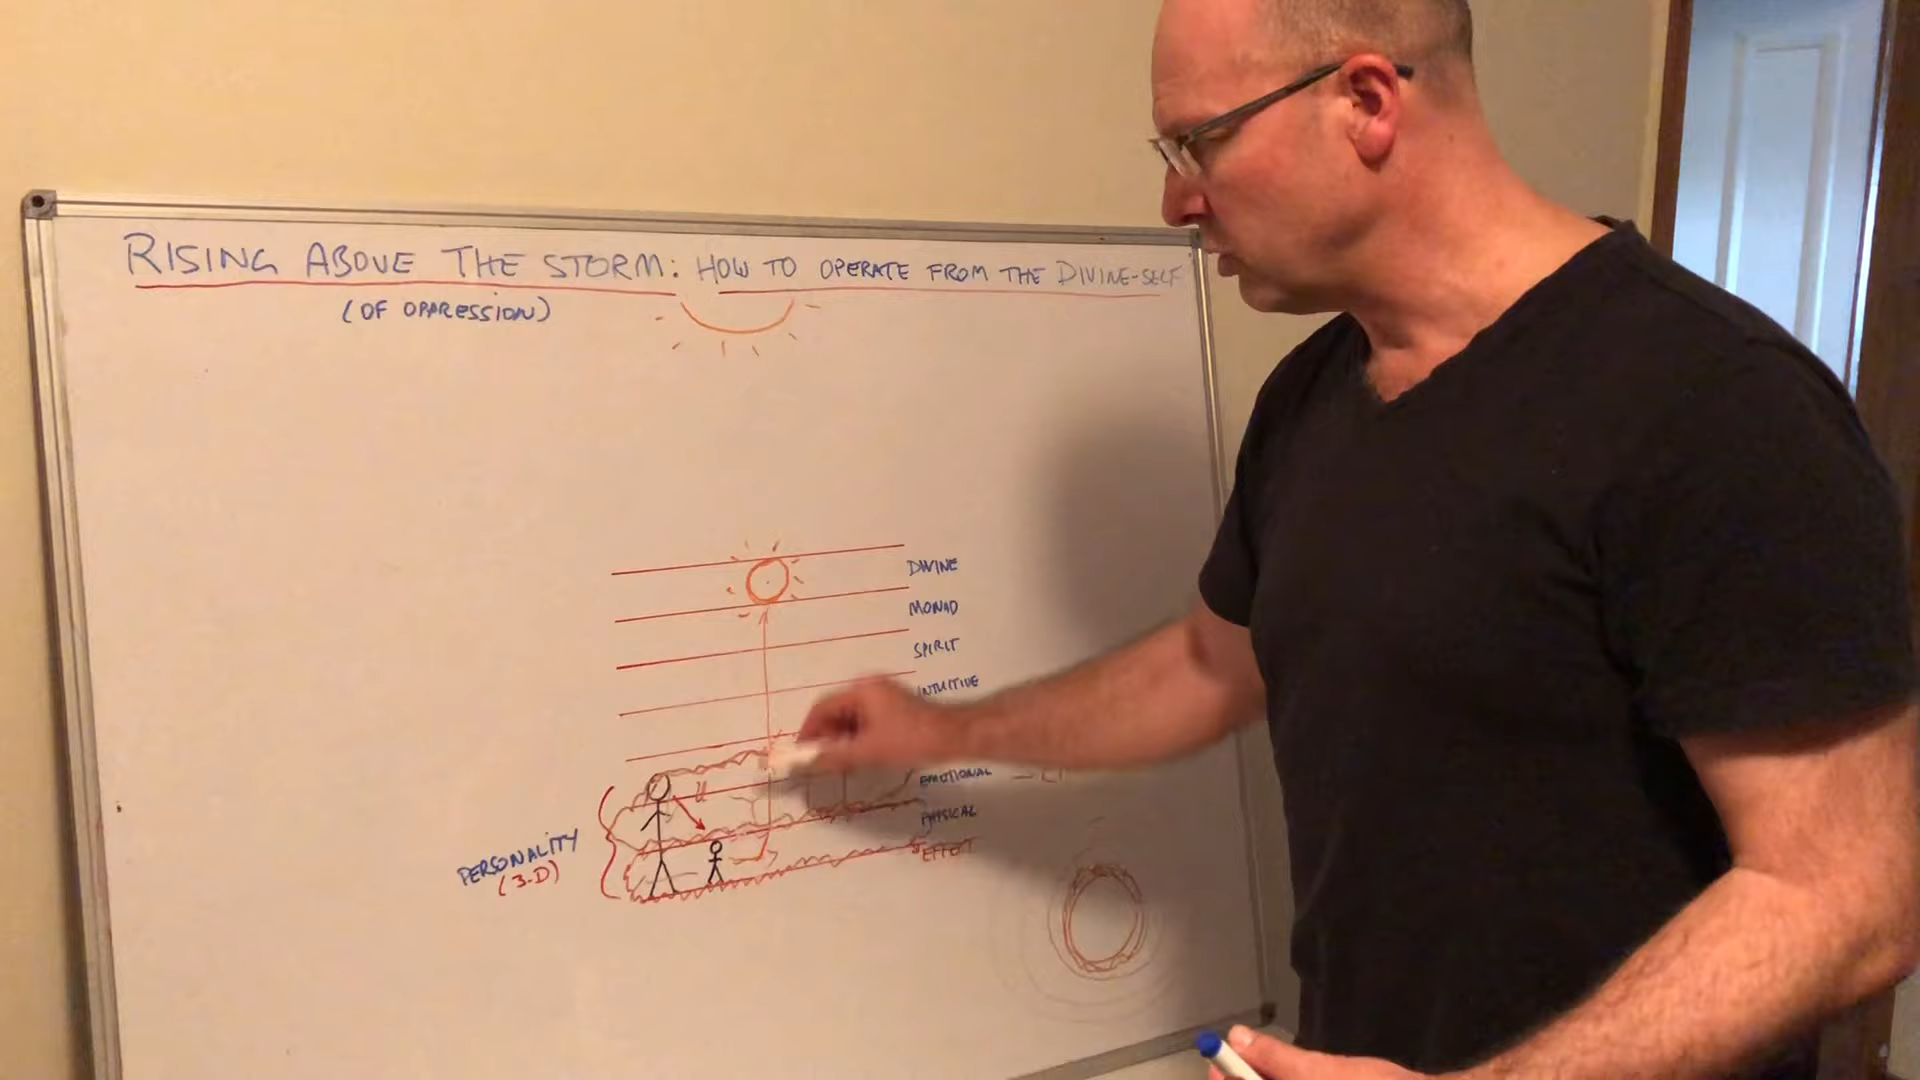 RISING ABOVE THE STORM: HOW TO OPERATE FROM THE DIVINE-SELF
(OF OPPRESSION)
DIVINE
MONAD
SPIRIT
INTUITIVE
EMOTIONAL
PHYSICAL
EFFECT
PERSONALITY
(3-D)